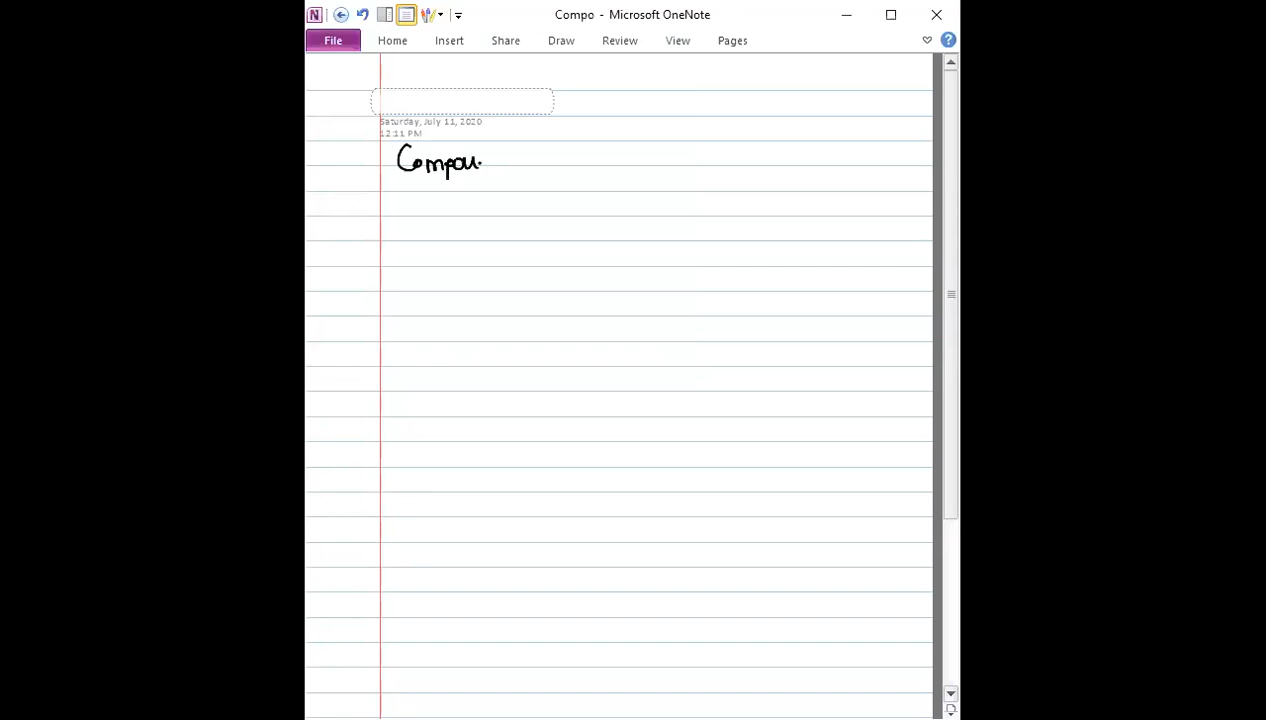 Compo - Microsoft OneNote
File Home Insert Share Draw Review View Pages
Saturday, July 11, 2020
12:11 PM
Compou